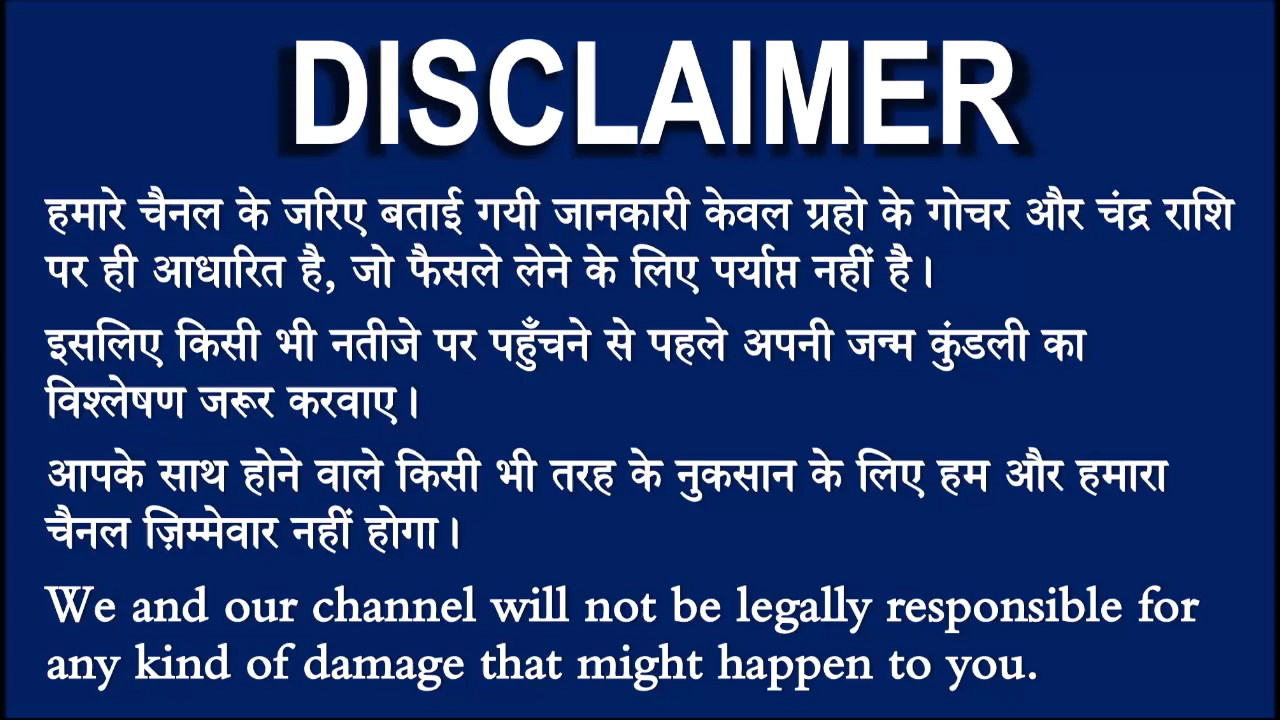 DISCLAIMER
हमारे चैनल के जरिए बताई गयी जानकारी केवल ग्रहो के गोचर और चंद्र राशि
पर ही आधारित है, जो फैसले लेने के लिए पर्याप्त नहीं है।
इसलिए किसी भी नतीजे पर पहुँचने से पहले अपनी जन्म कुंडली का
विश्लेषण जरूर करवाए।
आपके साथ होने वाले किसी भी तरह के नुकसान के लिए हम और हमारा
चैनल ज़िम्मेवार नहीं होगा।
We and our channel will not be legally responsible for
any kind of damage that might happen to you.